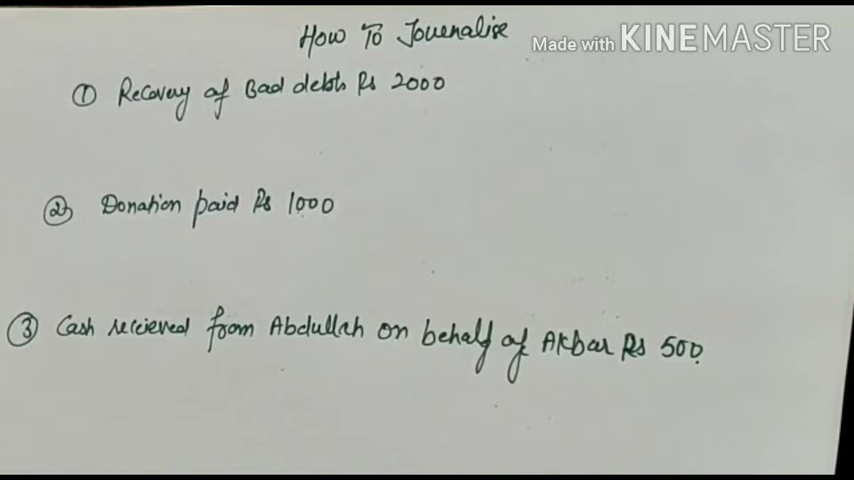 How To Journalise
Made with KINEMASTER
① Recovery of Bad debts Rs 2000
② Donation paid Rs 1000
③ Cash recieved from Abdullah on behalf of Akbar Rs 500